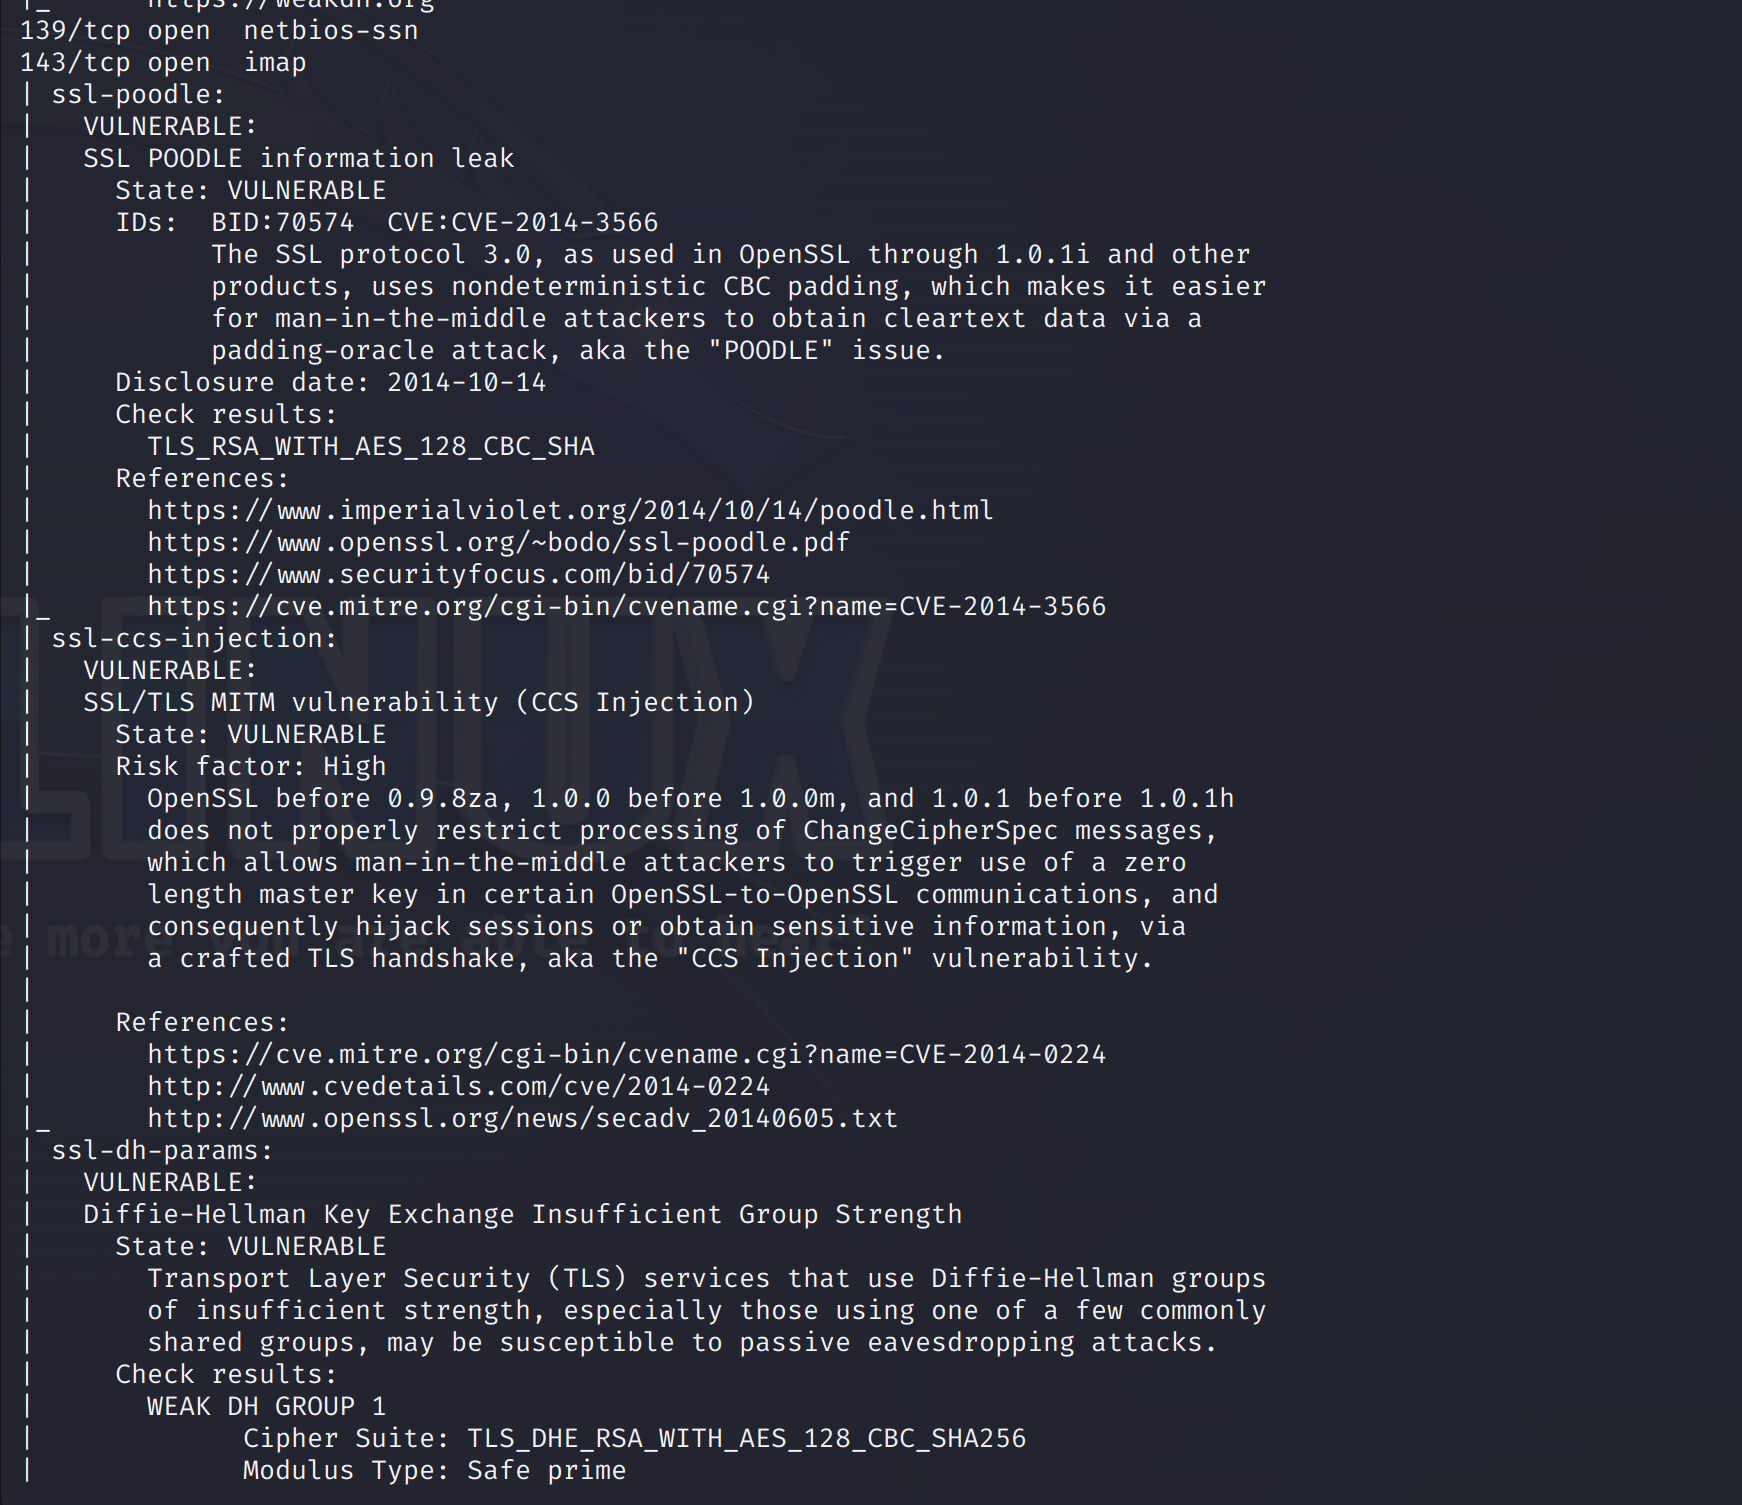 |_      https://weakdh.org
139/tcp open  netbios-ssn
143/tcp open  imap
| ssl-poodle:
|   VULNERABLE:
|   SSL POODLE information leak
|     State: VULNERABLE
|     IDs:  BID:70574  CVE:CVE-2014-3566
|           The SSL protocol 3.0, as used in OpenSSL through 1.0.1i and other
|           products, uses nondeterministic CBC padding, which makes it easier
|           for man-in-the-middle attackers to obtain cleartext data via a
|           padding-oracle attack, aka the "POODLE" issue.
|     Disclosure date: 2014-10-14
|     Check results:
|       TLS_RSA_WITH_AES_128_CBC_SHA
|     References:
|       https://www.imperialviolet.org/2014/10/14/poodle.html
|       https://www.openssl.org/~bodo/ssl-poodle.pdf
|       https://www.securityfocus.com/bid/70574
|_      https://cve.mitre.org/cgi-bin/cvename.cgi?name=CVE-2014-3566
| ssl-ccs-injection:
|   VULNERABLE:
|   SSL/TLS MITM vulnerability (CCS Injection)
|     State: VULNERABLE
|     Risk factor: High
|       OpenSSL before 0.9.8za, 1.0.0 before 1.0.0m, and 1.0.1 before 1.0.1h
|       does not properly restrict processing of ChangeCipherSpec messages,
|       which allows man-in-the-middle attackers to trigger use of a zero
|       length master key in certain OpenSSL-to-OpenSSL communications, and
|       consequently hijack sessions or obtain sensitive information, via
|       a crafted TLS handshake, aka the "CCS Injection" vulnerability.
|
|     References:
|       https://cve.mitre.org/cgi-bin/cvename.cgi?name=CVE-2014-0224
|       http://www.cvedetails.com/cve/2014-0224
|_      http://www.openssl.org/news/secadv_20140605.txt
| ssl-dh-params:
|   VULNERABLE:
|   Diffie-Hellman Key Exchange Insufficient Group Strength
|     State: VULNERABLE
|       Transport Layer Security (TLS) services that use Diffie-Hellman groups
|       of insufficient strength, especially those using one of a few commonly
|       shared groups, may be susceptible to passive eavesdropping attacks.
|     Check results:
|       WEAK DH GROUP 1
|             Cipher Suite: TLS_DHE_RSA_WITH_AES_128_CBC_SHA256
|             Modulus Type: Safe prime